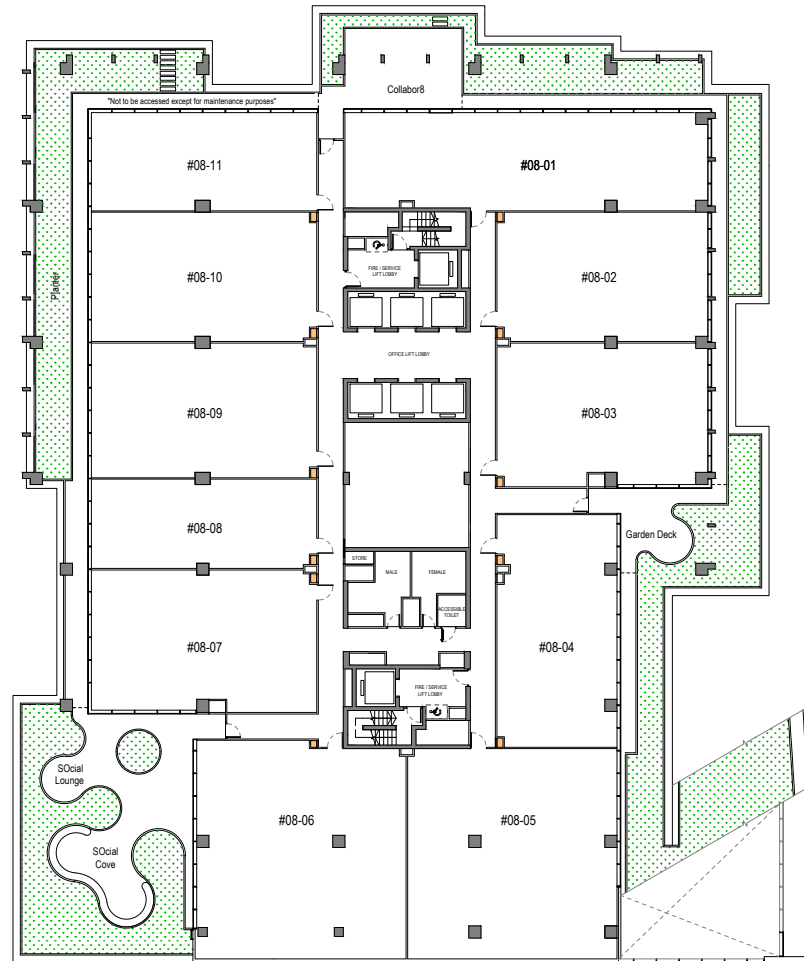 Collabor8
"Not to be accessed except for maintenance purposes"
#08-11
#08-01
FIRE / SERVICE
LIFT LOBBY
#08-10
#08-02
Planter
OFFICE LIFT LOBBY
#08-09
#08-03
#08-08
Garden Deck
STORE
MALE
FEMALE
ACCESSIBLE
TOILET
#08-07
#08-04
FIRE / SERVICE
LIFT LOBBY
SOcial
Lounge
#08-06
#08-05
SOcial
Cove